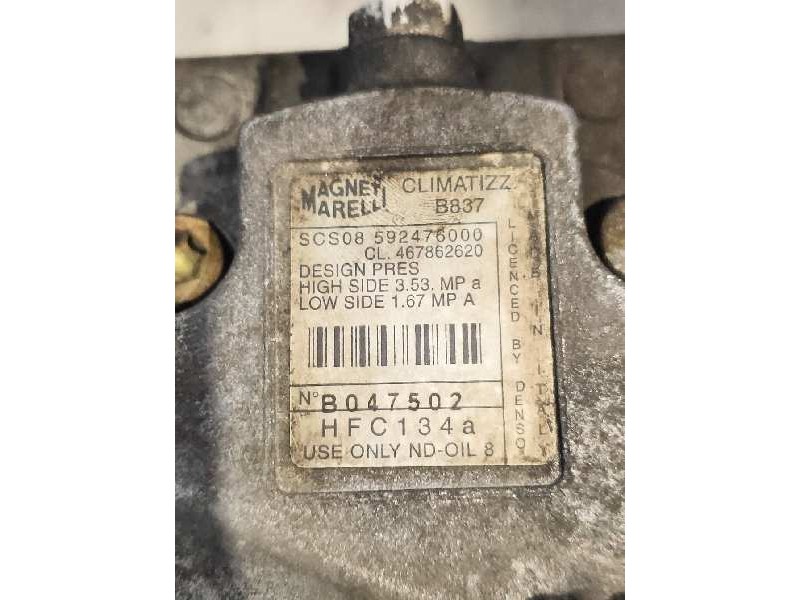 MAGNETI
MARELLI
CLIMATIZZ
B837
SCS08 592476000
CL. 467862620
DESIGN PRES
HIGH SIDE 3.53. MP a
LOW SIDE 1.67 MP A
N° B047502
HFC134a
USE ONLY ND-OIL 8
LICENCED BY DENSO
MADE IN ITALY